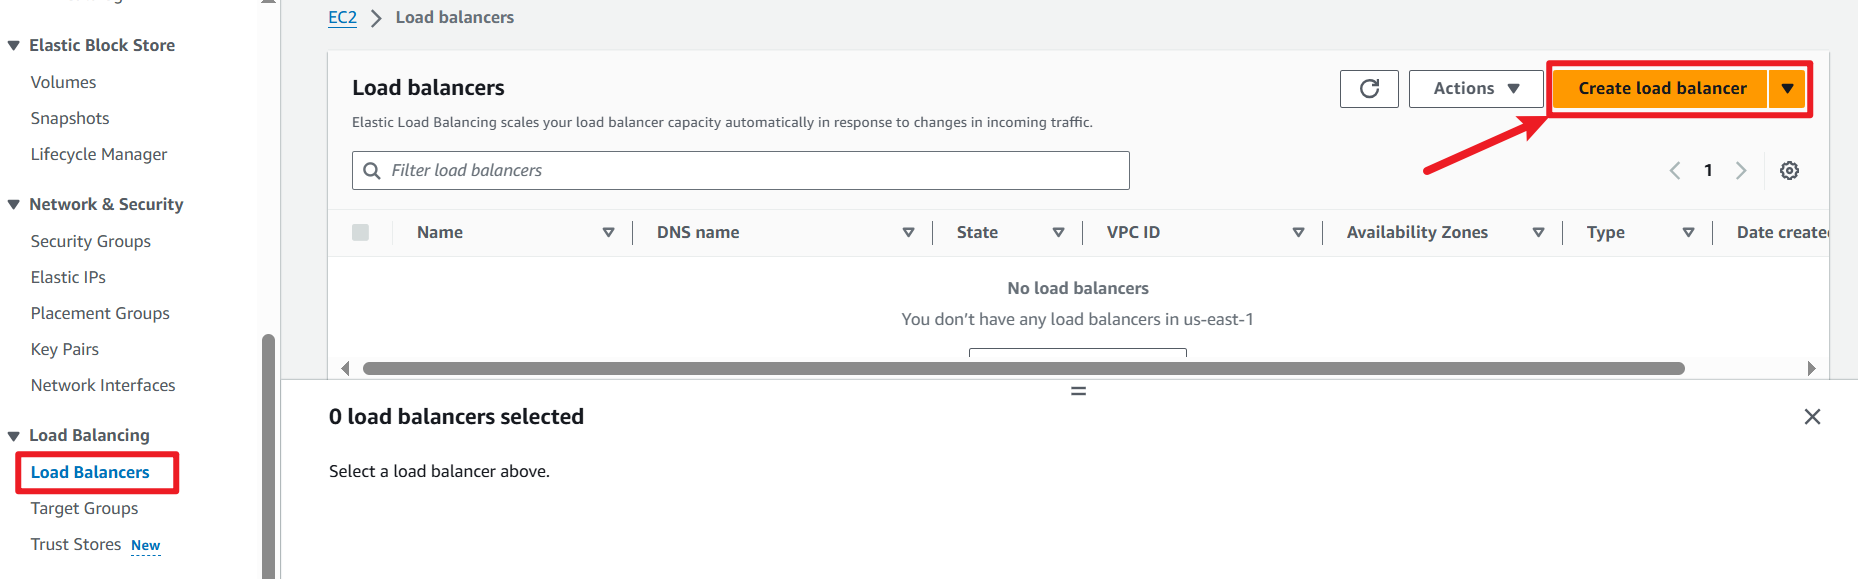 EC2 > Load balancers
Elastic Block Store
Volumes
Snapshots
Lifecycle Manager
Network & Security
Security Groups
Elastic IPs
Placement Groups
Key Pairs
Network Interfaces
Load Balancing
Load Balancers
Target Groups
Trust Stores New
Load balancers
Actions
Create load balancer
Elastic Load Balancing scales your load balancer capacity automatically in response to changes in incoming traffic.
Filter load balancers
1
Name DNS name State VPC ID Availability Zones Type Date
No load balancers
You don't have any load balancers in us-east-1
0 load balancers selected
Select a load balancer above.